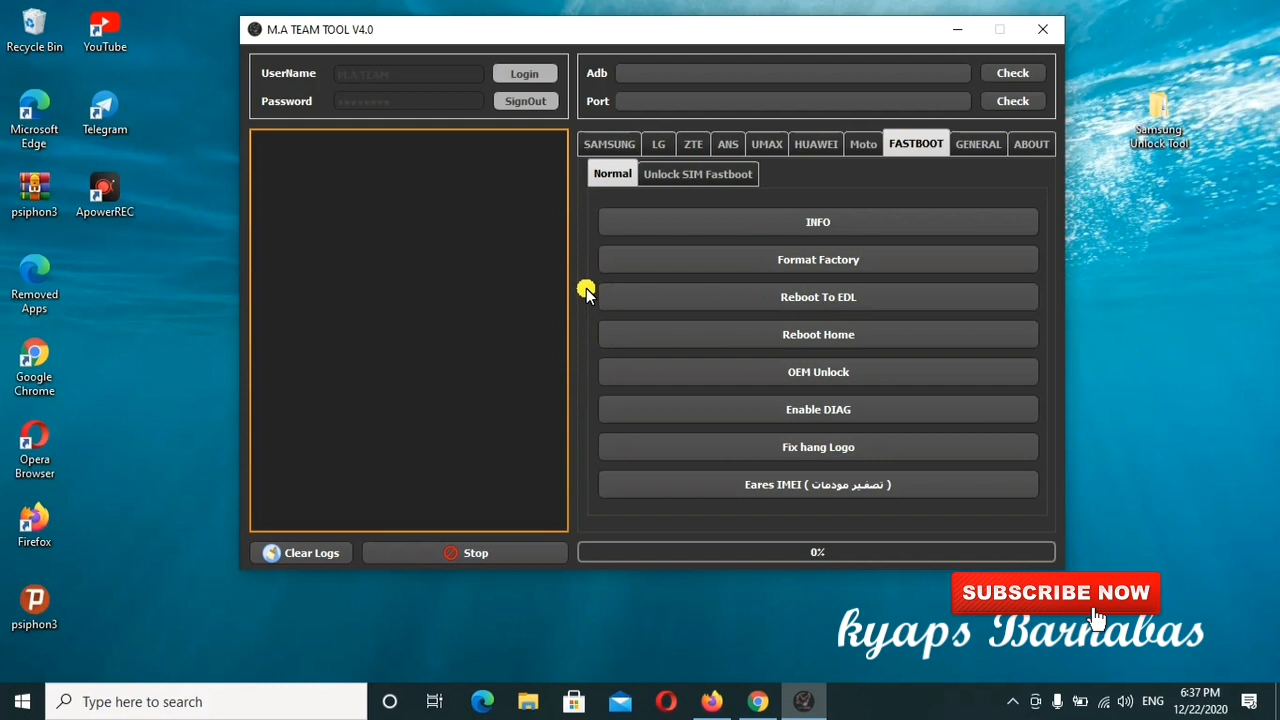 Recycle Bin
YouTube
Microsoft
Edge
Telegram
psiphon3
ApowerREC
Removed
Apps
Google
Chrome
Opera
Browser
Firefox
psiphon3
Samsung
Unlock Tool
M.A TEAM TOOL V4.0
UserName
M.A TEAM
Login
Password
********
SignOut
Adb
Check
Port
Check
SAMSUNG
LG
ZTE
ANS
UMAX
HUAWEI
Moto
FASTBOOT
GENERAL
ABOUT
Normal
Unlock SIM Fastboot
INFO
Format Factory
Reboot To EDL
Reboot Home
OEM Unlock
Enable DIAG
Fix hang Logo
Eares IMEI ( تصفير مودمات )
Clear Logs
Stop
0%
SUBSCRIBE NOW
kyaps Barnabas
Type here to search
ENG
6:37 PM
12/22/2020